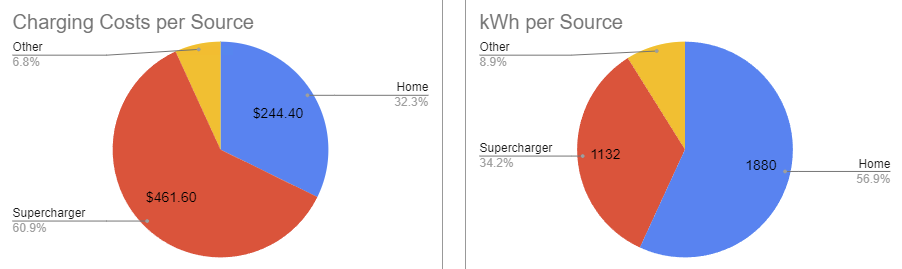 Charging Costs per Source
Other
6.8%
Home
32.3%
$244.40
$461.60
Supercharger
60.9%
kWh per Source
Other
8.9%
Supercharger
34.2%
1132
1880
Home
56.9%